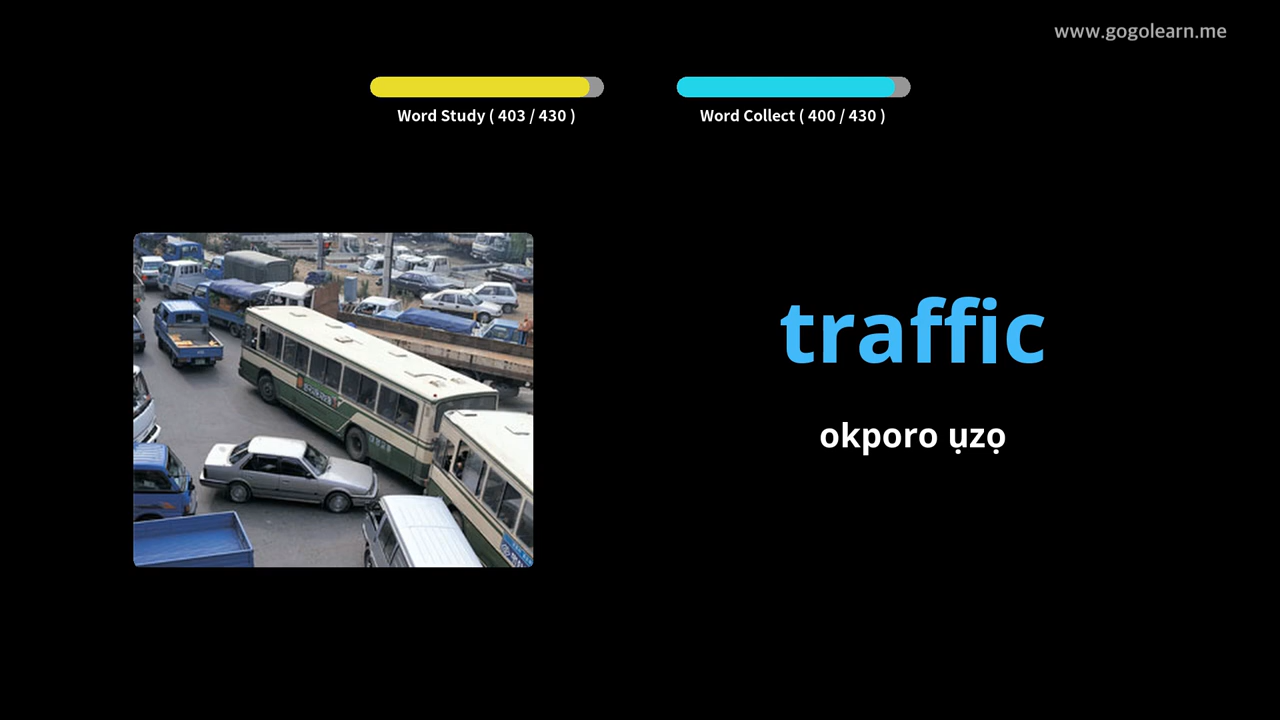 www.gogolearn.me
Word Study ( 403 / 430 )
Word Collect ( 400 / 430 )
traffic
okporo ụzọ